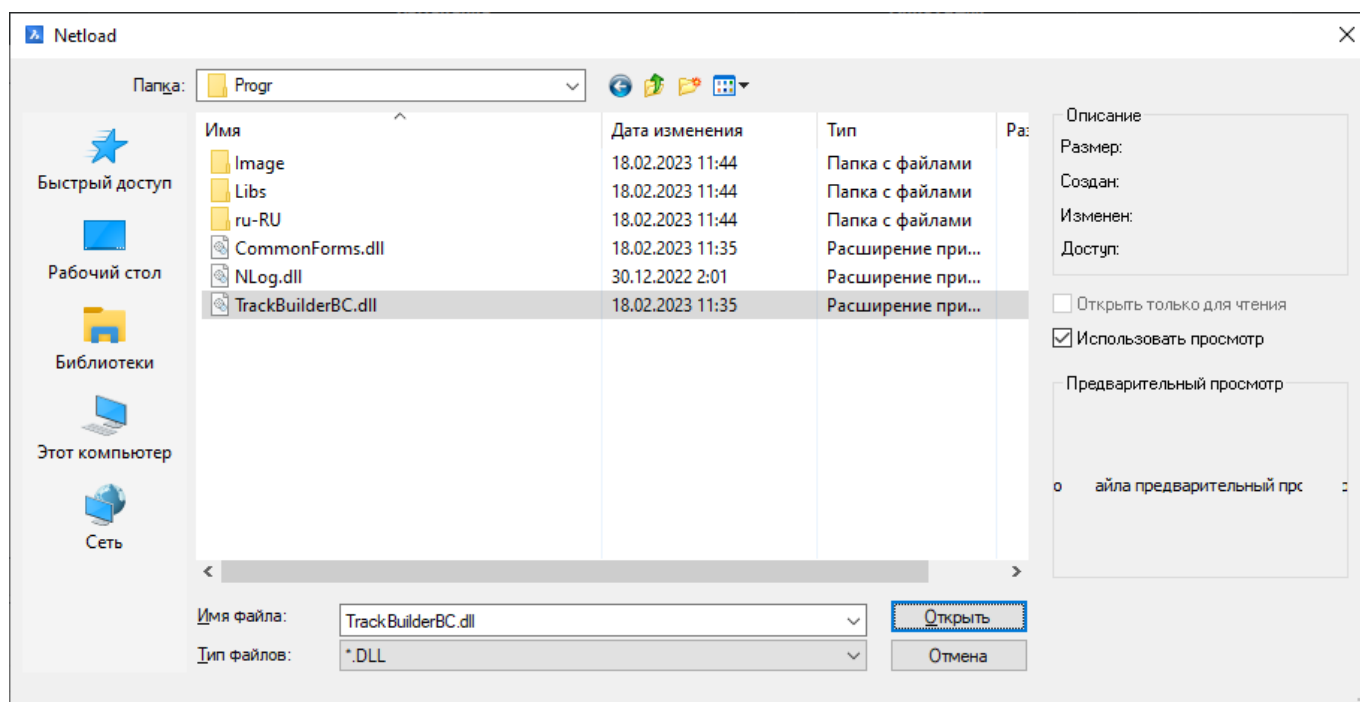 Netload
Папка: Progr
Имя Дата изменения Тип Раз
Image 18.02.2023 11:44 Папка с файлами
Libs 18.02.2023 11:44 Папка с файлами
ru-RU 18.02.2023 11:44 Папка с файлами
CommonForms.dll 18.02.2023 11:35 Расширение при...
NLog.dll 30.12.2022 2:01 Расширение при...
TrackBuilderBC.dll 18.02.2023 11:35 Расширение при...
Быстрый доступ
Рабочий стол
Библиотеки
Этот компьютер
Сеть
Описание
Размер:
Создан:
Изменен:
Доступ:
Открыть только для чтения
Использовать просмотр
Предварительный просмотр
айла предварительный прс
Имя файла: TrackBuilderBC.dll Открыть
Тип файлов: *.DLL Отмена